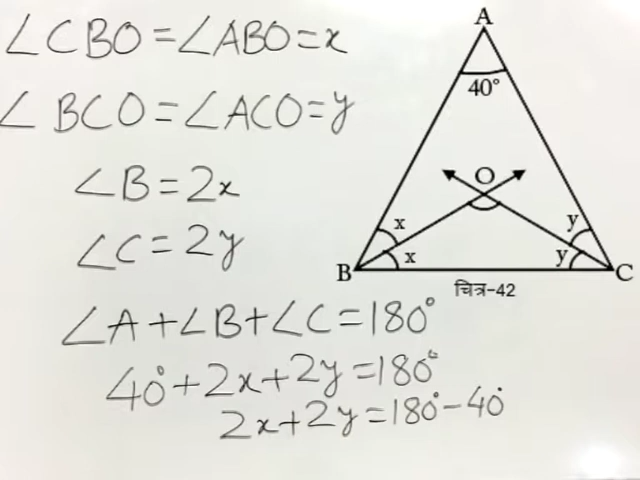 ∠CBO=∠ABO=x
∠BCO=∠ACO=y
∠B=2x
∠C=2y
∠A+∠B+∠C=180°
40°+2x+2y=180°
2x+2y=180°-40°
A
40°
O
x
x
y
y
B
C
चित्र-42